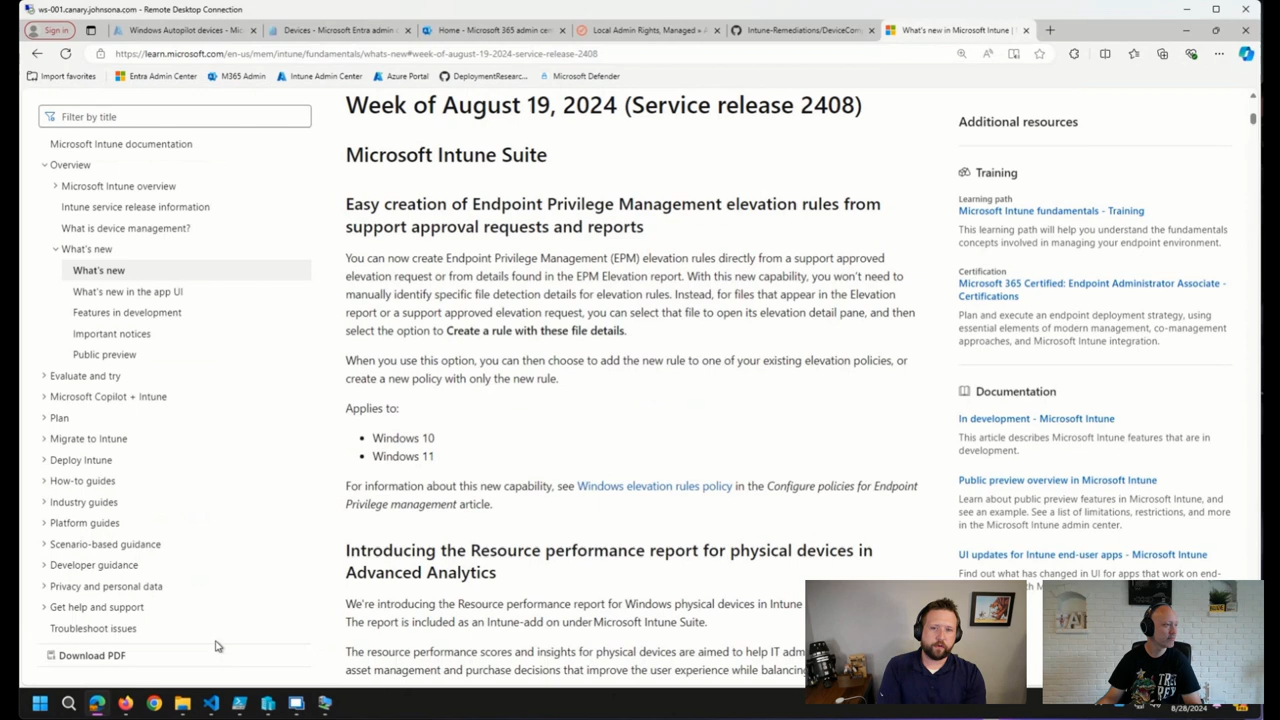 ws-001.canary.johnsona.com - Remote Desktop Connection
Sign in
Windows Autopilot devices - Mic
Devices - Microsoft Entra admin
Home - Microsoft 365 admin cen
Local Admin Rights, Managed » A
Intune-Remediations/DeviceCom
What's new in Microsoft Intune |
https://learn.microsoft.com/en-us/mem/intune/fundamentals/whats-new#week-of-august-19-2024-service-release-2408
Import favorites
Entra Admin Center
M365 Admin
Intune Admin Center
Azure Portal
DeploymentResearc...
Microsoft Defender
Filter by title
Microsoft Intune documentation
Overview
Microsoft Intune overview
Intune service release information
What is device management?
What's new
What's new
What's new in the app UI
Features in development
Important notices
Public preview
Evaluate and try
Microsoft Copilot + Intune
Plan
Migrate to Intune
Deploy Intune
How-to guides
Industry guides
Platform guides
Scenario-based guidance
Developer guidance
Privacy and personal data
Get help and support
Troubleshoot issues
Download PDF
Week of August 19, 2024 (Service release 2408)
Microsoft Intune Suite
Easy creation of Endpoint Privilege Management elevation rules from
support approval requests and reports
You can now create Endpoint Privilege Management (EPM) elevation rules directly from a support approved
elevation request or from details found in the EPM Elevation report. With this new capability, you won't need to
manually identify specific file detection details for elevation rules. Instead, for files that appear in the Elevation
report or a support approved elevation request, you can select that file to open its elevation detail pane, and then
select the option to Create a rule with these file details.
When you use this option, you can then choose to add the new rule to one of your existing elevation policies, or
create a new policy with only the new rule.
Applies to:
• Windows 10
• Windows 11
For information about this new capability, see Windows elevation rules policy in the Configure policies for Endpoint
Privilege management article.
Introducing the Resource performance report for physical devices in
Advanced Analytics
We're introducing the Resource performance report for Windows physical devices in Intune
The report is included as an Intune-add on under Microsoft Intune Suite.
The resource performance scores and insights for physical devices are aimed to help IT adm
asset management and purchase decisions that improve the user experience while balancing
Additional resources
Training
Learning path
Microsoft Intune fundamentals - Training
This learning path will help you understand the fundamentals
concepts involved in managing your endpoint environment.
Certification
Microsoft 365 Certified: Endpoint Administrator Associate -
Certifications
Plan and execute an endpoint deployment strategy, using
essential elements of modern management, co-management
approaches, and Microsoft Intune integration.
Documentation
In development - Microsoft Intune
This article describes Microsoft Intune features that are in
development.
Public preview overview in Microsoft Intune
Learn about public preview features in Microsoft Intune, and
see an example. See a list of limitations, restrictions, and more
in the Microsoft Intune admin center.
UI updates for Intune end-user apps - Microsoft Intune
Find out what has changed in UI for apps that work on end-
8/28/2024